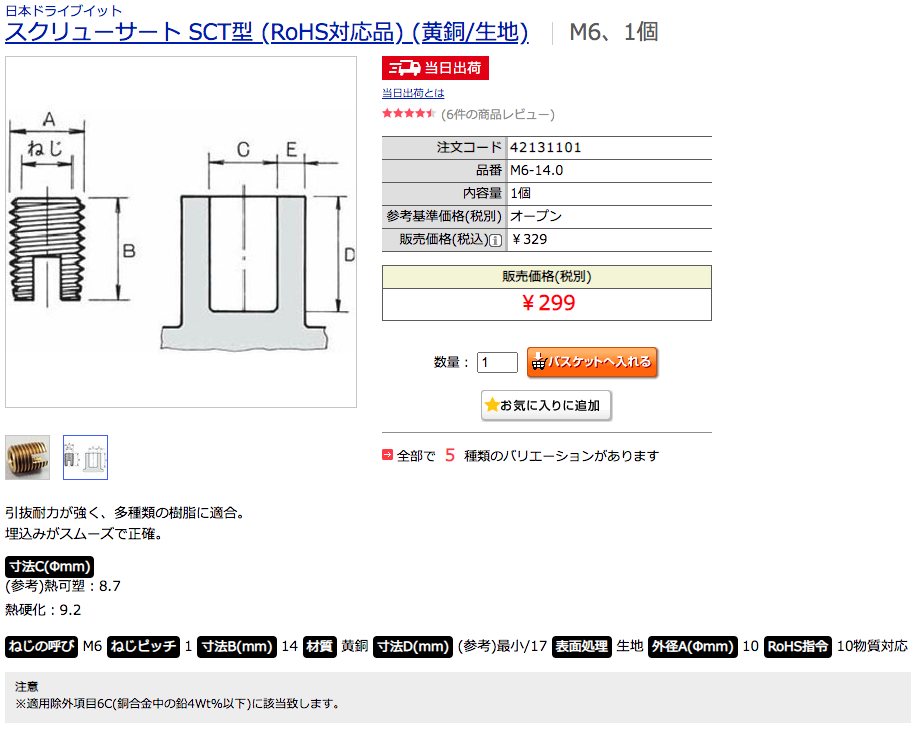 日本ドライブイット
スクリューサート SCT型 (RoHS対応品) (黄銅/生地) M6、1個
A
ねじ
B
C
E
D
当日出荷
当日出荷とは
(6件の商品レビュー)
注文コード 42131101
品番 M6-14.0
内容量 1個
参考基準価格(税別) オープン
販売価格(税込) i ￥329
販売価格(税別)
￥299
数量： 1 バスケットへ入れる
お気に入りに追加
全部で 5 種類のバリエーションがあります
引抜耐力が強く、多種類の樹脂に適合。
埋込みがスムーズで正確。
寸法C(Φmm)
(参考)熱可塑：8.7
熱硬化：9.2
ねじの呼び M6 ねじピッチ 1 寸法B(mm) 14 材質 黄銅 寸法D(mm) (参考)最小/17 表面処理 生地 外径A(Φmm) 10 RoHS指令 10物質対応
注意
※適用除外項目6C(銅合金中の鉛4Wt%以下)に該当致します。